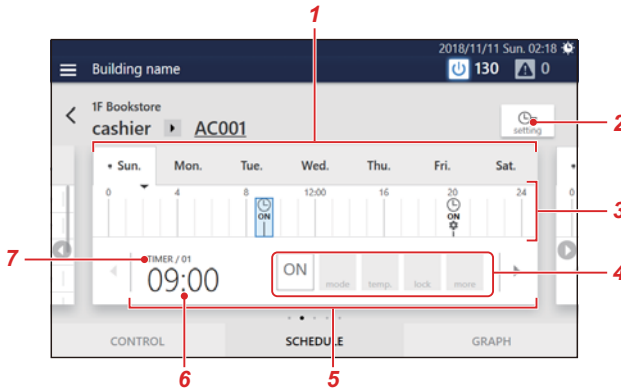 1
2018/11/11 Sun. 02:18
Building name
130
0
1F Bookstore
cashier AC001
setting
2
• Sun. Mon. Tue. Wed. Thu. Fri. Sat.
0 4 8 12:00 16 20 24 0
ON ON
3
7
TIMER / 01
09:00
ON mode temp. lock more
4
CONTROL SCHEDULE GRAPH
6 5